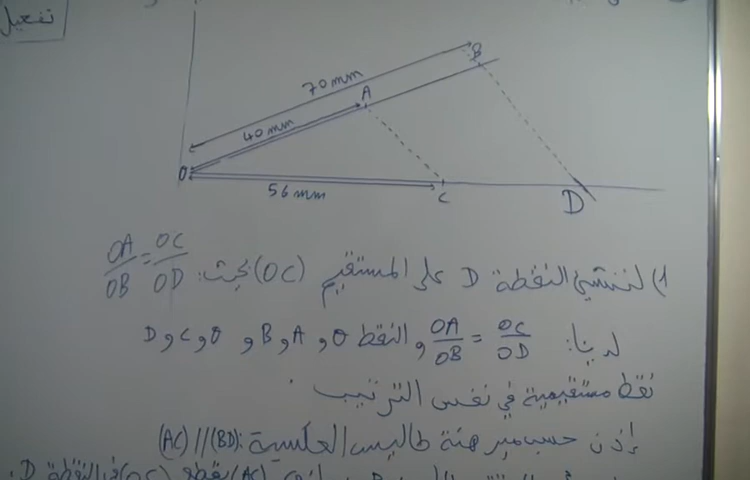 تفعيل
B
70 mm
A
40 mm
O
56 mm
C
D
1) لننشئ النقطة D على المستقيم (OC) بحيث: OA/OB = OC/OD
لدينا: OA/OB = OC/OD و النقط O و A و B و O و C و D
نقط مستقيمية في نفس الترتيب .
إذن حسب مبرهنة طاليس العكسية: (AC) // (BD)